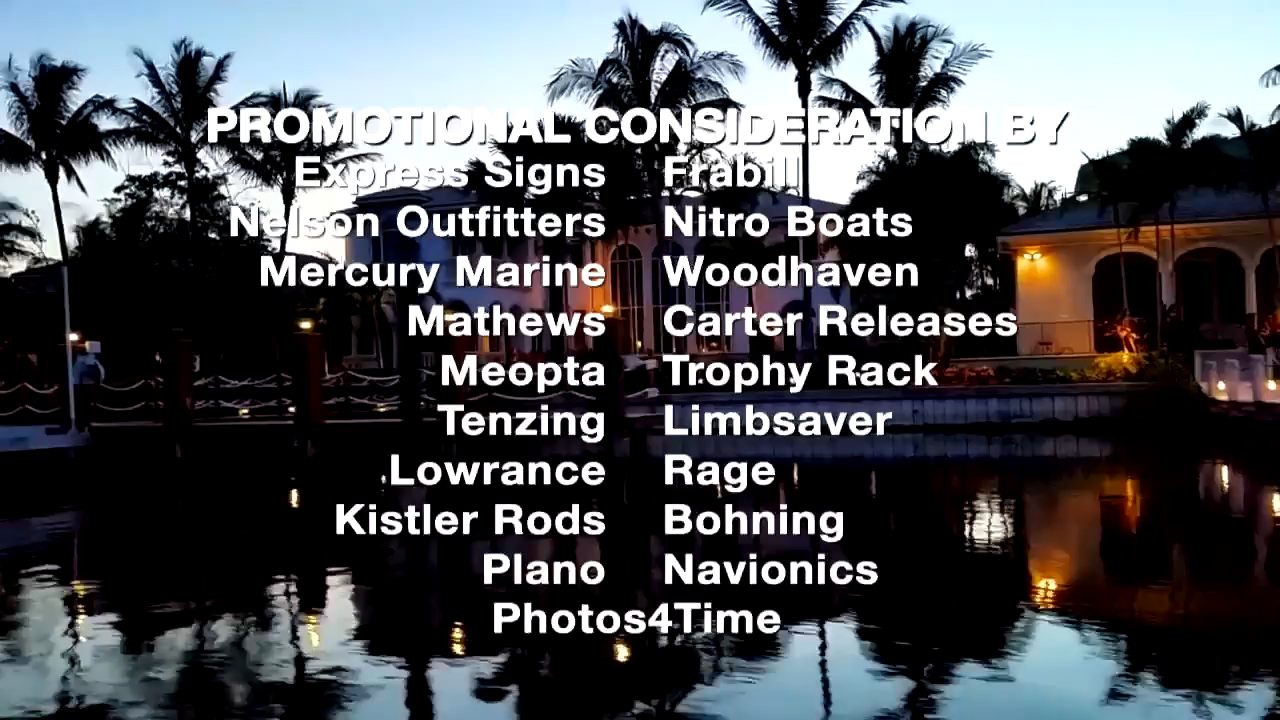 PROMOTIONAL CONSIDERATION BY
Express Signs Frabill
Nelson Outfitters Nitro Boats
Mercury Marine Woodhaven
Mathews Carter Releases
Meopta Trophy Rack
Tenzing Limbsaver
Lowrance Rage
Kistler Rods Bohning
Plano Navionics
Photos4Time